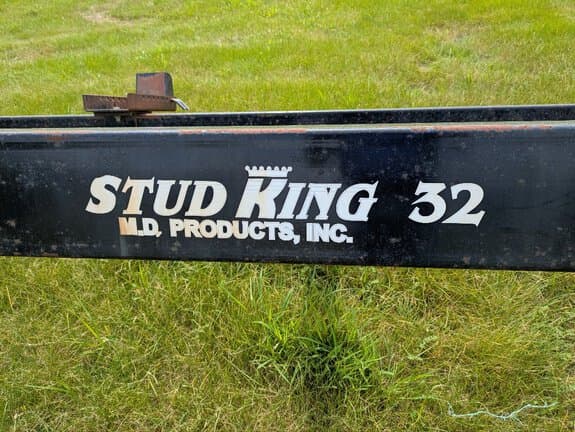 STUD KING 32
M.D. PRODUCTS, INC.